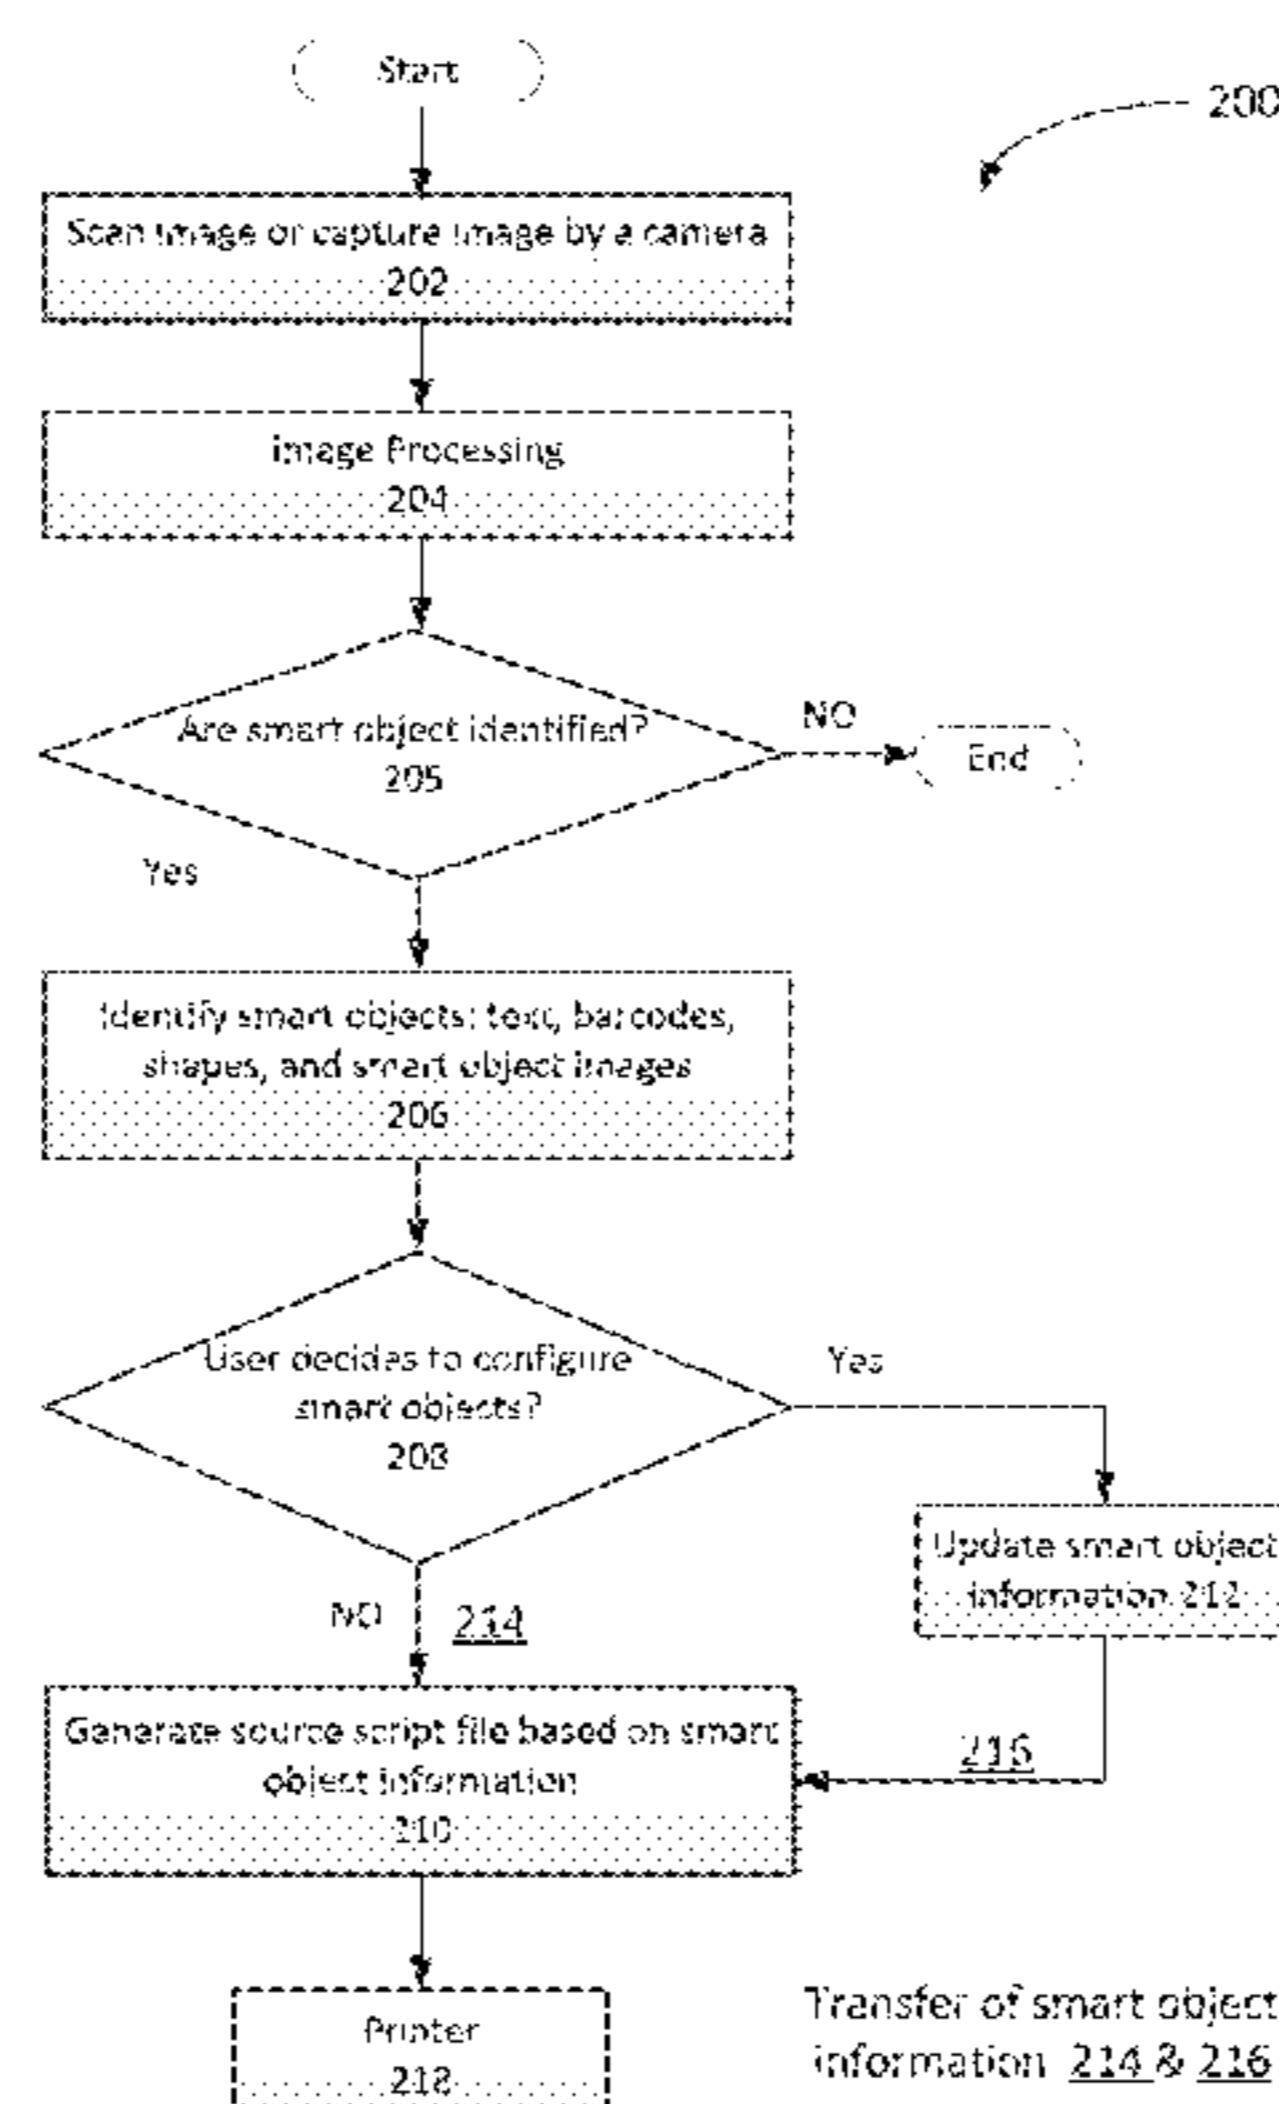 Start
200
Scan image or capture image by a camera
202
Image Processing
204
Are smart object identified?
205
NO
End
Yes
Identify smart objects: text, barcodes,
shapes, and smart object images
206
User decides to configure
smart objects?
208
Yes
Update smart object
information 212
NO
214
Generate source script file based on smart
object information
210
216
Printer
218
Transfer of smart object
information 214 & 216